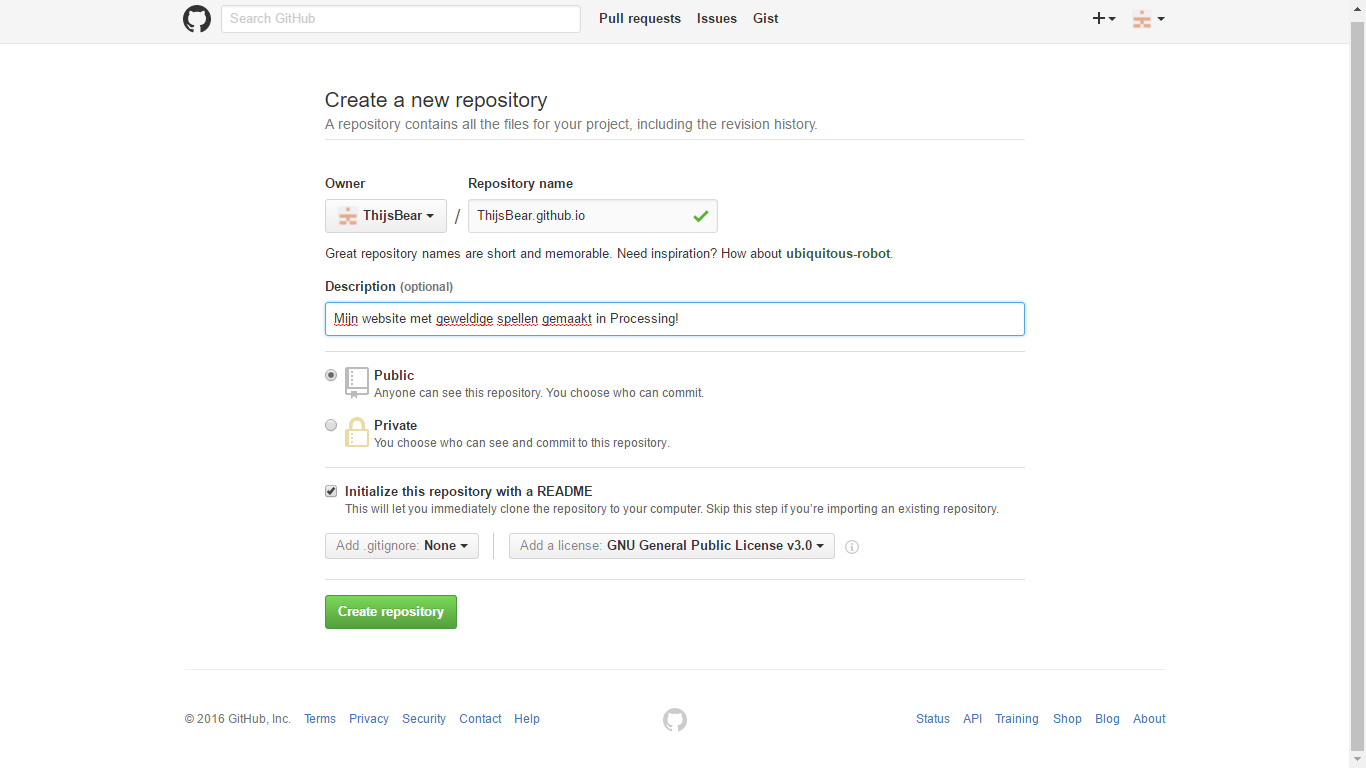 Search GitHub Pull requests Issues Gist
Create a new repository
A repository contains all the files for your project, including the revision history.
Owner Repository name
ThijsBear / ThijsBear.github.io
Great repository names are short and memorable. Need inspiration? How about ubiquitous-robot.
Description (optional)
Mijn website met geweldige spellen gemaakt in Processing!
Public
Anyone can see this repository. You choose who can commit.
Private
You choose who can see and commit to this repository.
Initialize this repository with a README
This will let you immediately clone the repository to your computer. Skip this step if you're importing an existing repository.
Add .gitignore: None Add a license: GNU General Public License v3.0
Create repository
© 2016 GitHub, Inc. Terms Privacy Security Contact Help Status API Training Shop Blog About